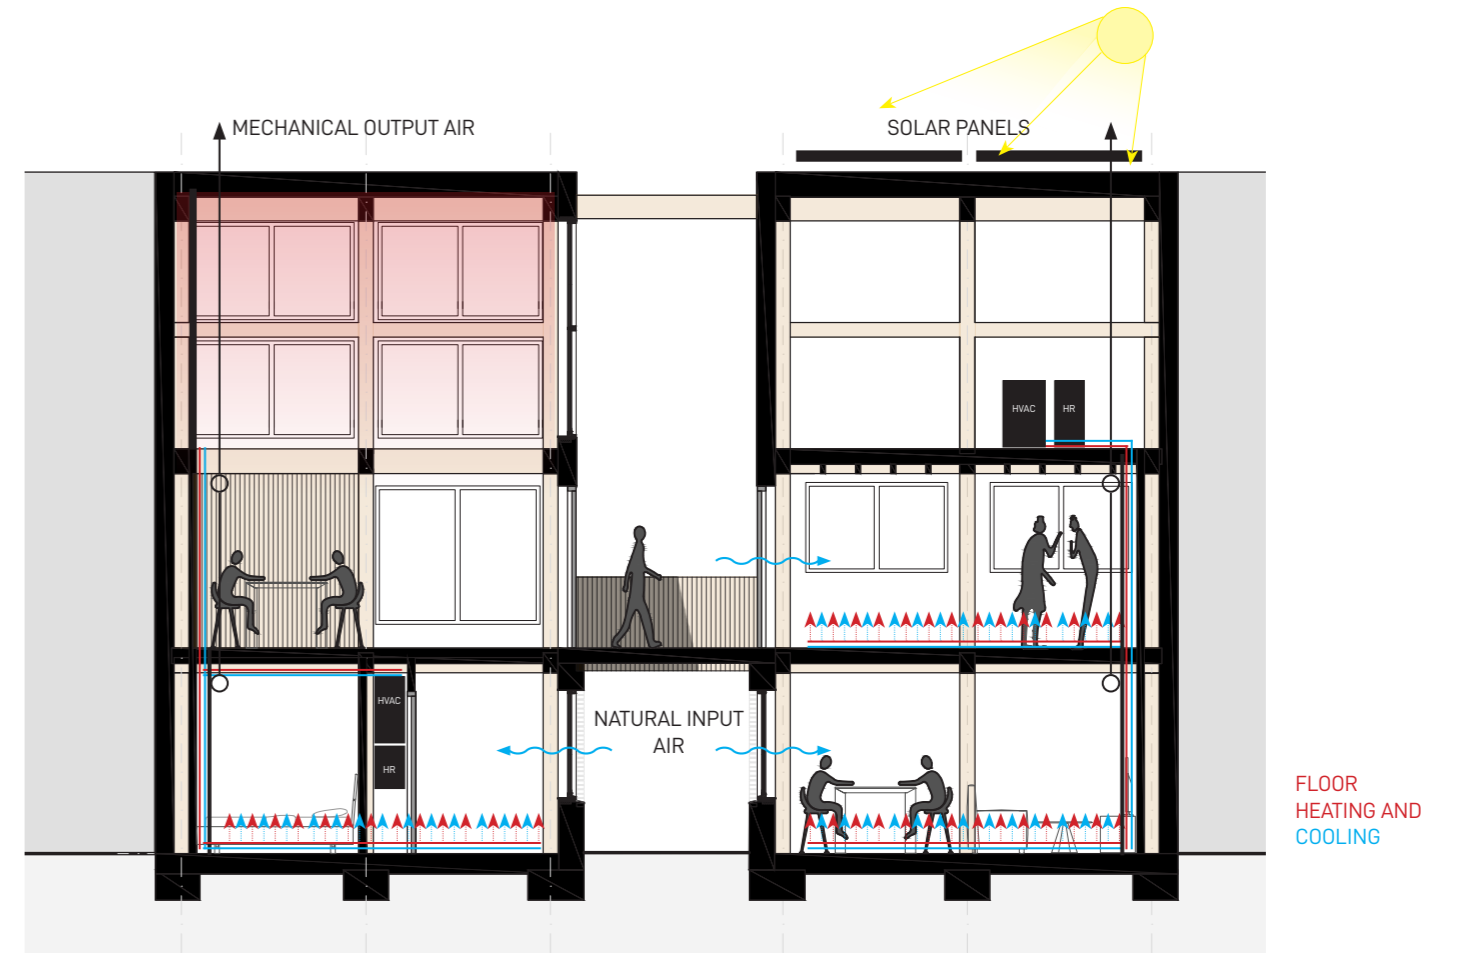 MECHANICAL OUTPUT AIR
SOLAR PANELS
HVAC
HR
HVAC
HR
NATURAL INPUT
AIR
FLOOR
HEATING AND
COOLING